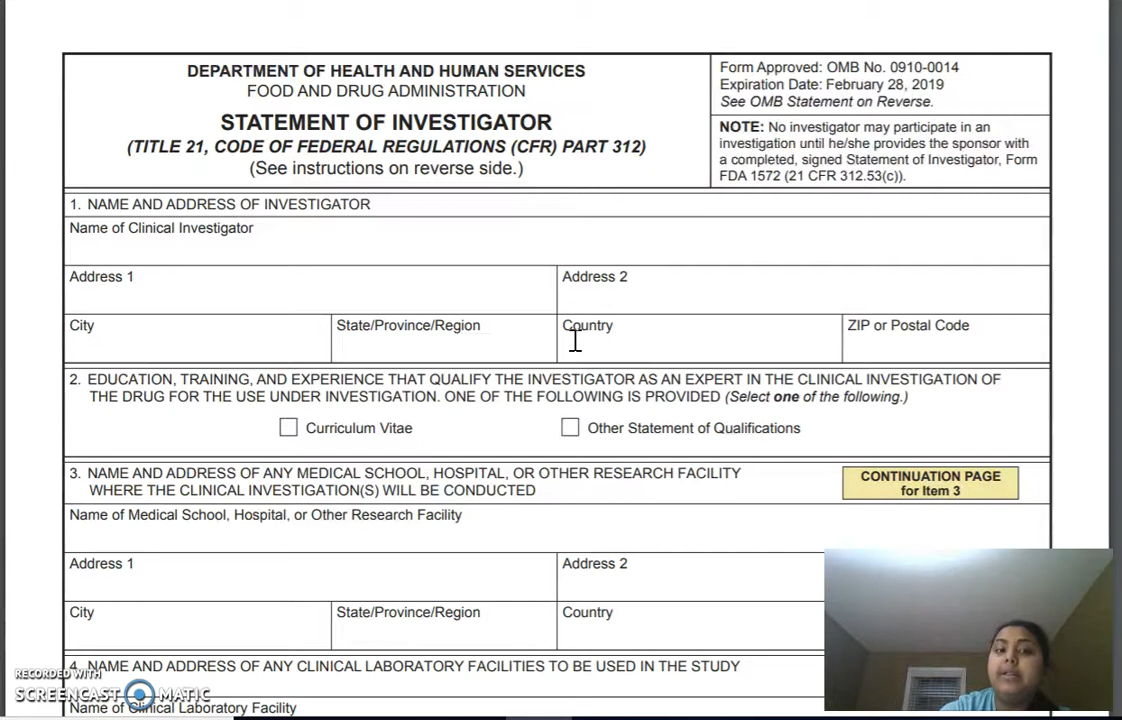 DEPARTMENT OF HEALTH AND HUMAN SERVICES
FOOD AND DRUG ADMINISTRATION
STATEMENT OF INVESTIGATOR
(TITLE 21, CODE OF FEDERAL REGULATIONS (CFR) PART 312)
(See instructions on reverse side.)
Form Approved: OMB No. 0910-0014
Expiration Date: February 28, 2019
See OMB Statement on Reverse.
NOTE: No investigator may participate in an
investigation until he/she provides the sponsor with
a completed, signed Statement of Investigator, Form
FDA 1572 (21 CFR 312.53(c)).
1. NAME AND ADDRESS OF INVESTIGATOR
Name of Clinical Investigator
Address 1
Address 2
City
State/Province/Region
Country
ZIP or Postal Code
2. EDUCATION, TRAINING, AND EXPERIENCE THAT QUALIFY THE INVESTIGATOR AS AN EXPERT IN THE CLINICAL INVESTIGATION OF
THE DRUG FOR THE USE UNDER INVESTIGATION. ONE OF THE FOLLOWING IS PROVIDED (Select one of the following.)
Curriculum Vitae
Other Statement of Qualifications
3. NAME AND ADDRESS OF ANY MEDICAL SCHOOL, HOSPITAL, OR OTHER RESEARCH FACILITY
WHERE THE CLINICAL INVESTIGATION(S) WILL BE CONDUCTED
CONTINUATION PAGE
for Item 3
Name of Medical School, Hospital, or Other Research Facility
Address 1
Address 2
City
State/Province/Region
Country
4. NAME AND ADDRESS OF ANY CLINICAL LABORATORY FACILITIES TO BE USED IN THE STUDY
RECORDED WITH
SCREENCAST MATIC
Name of Clinical Laboratory Facility